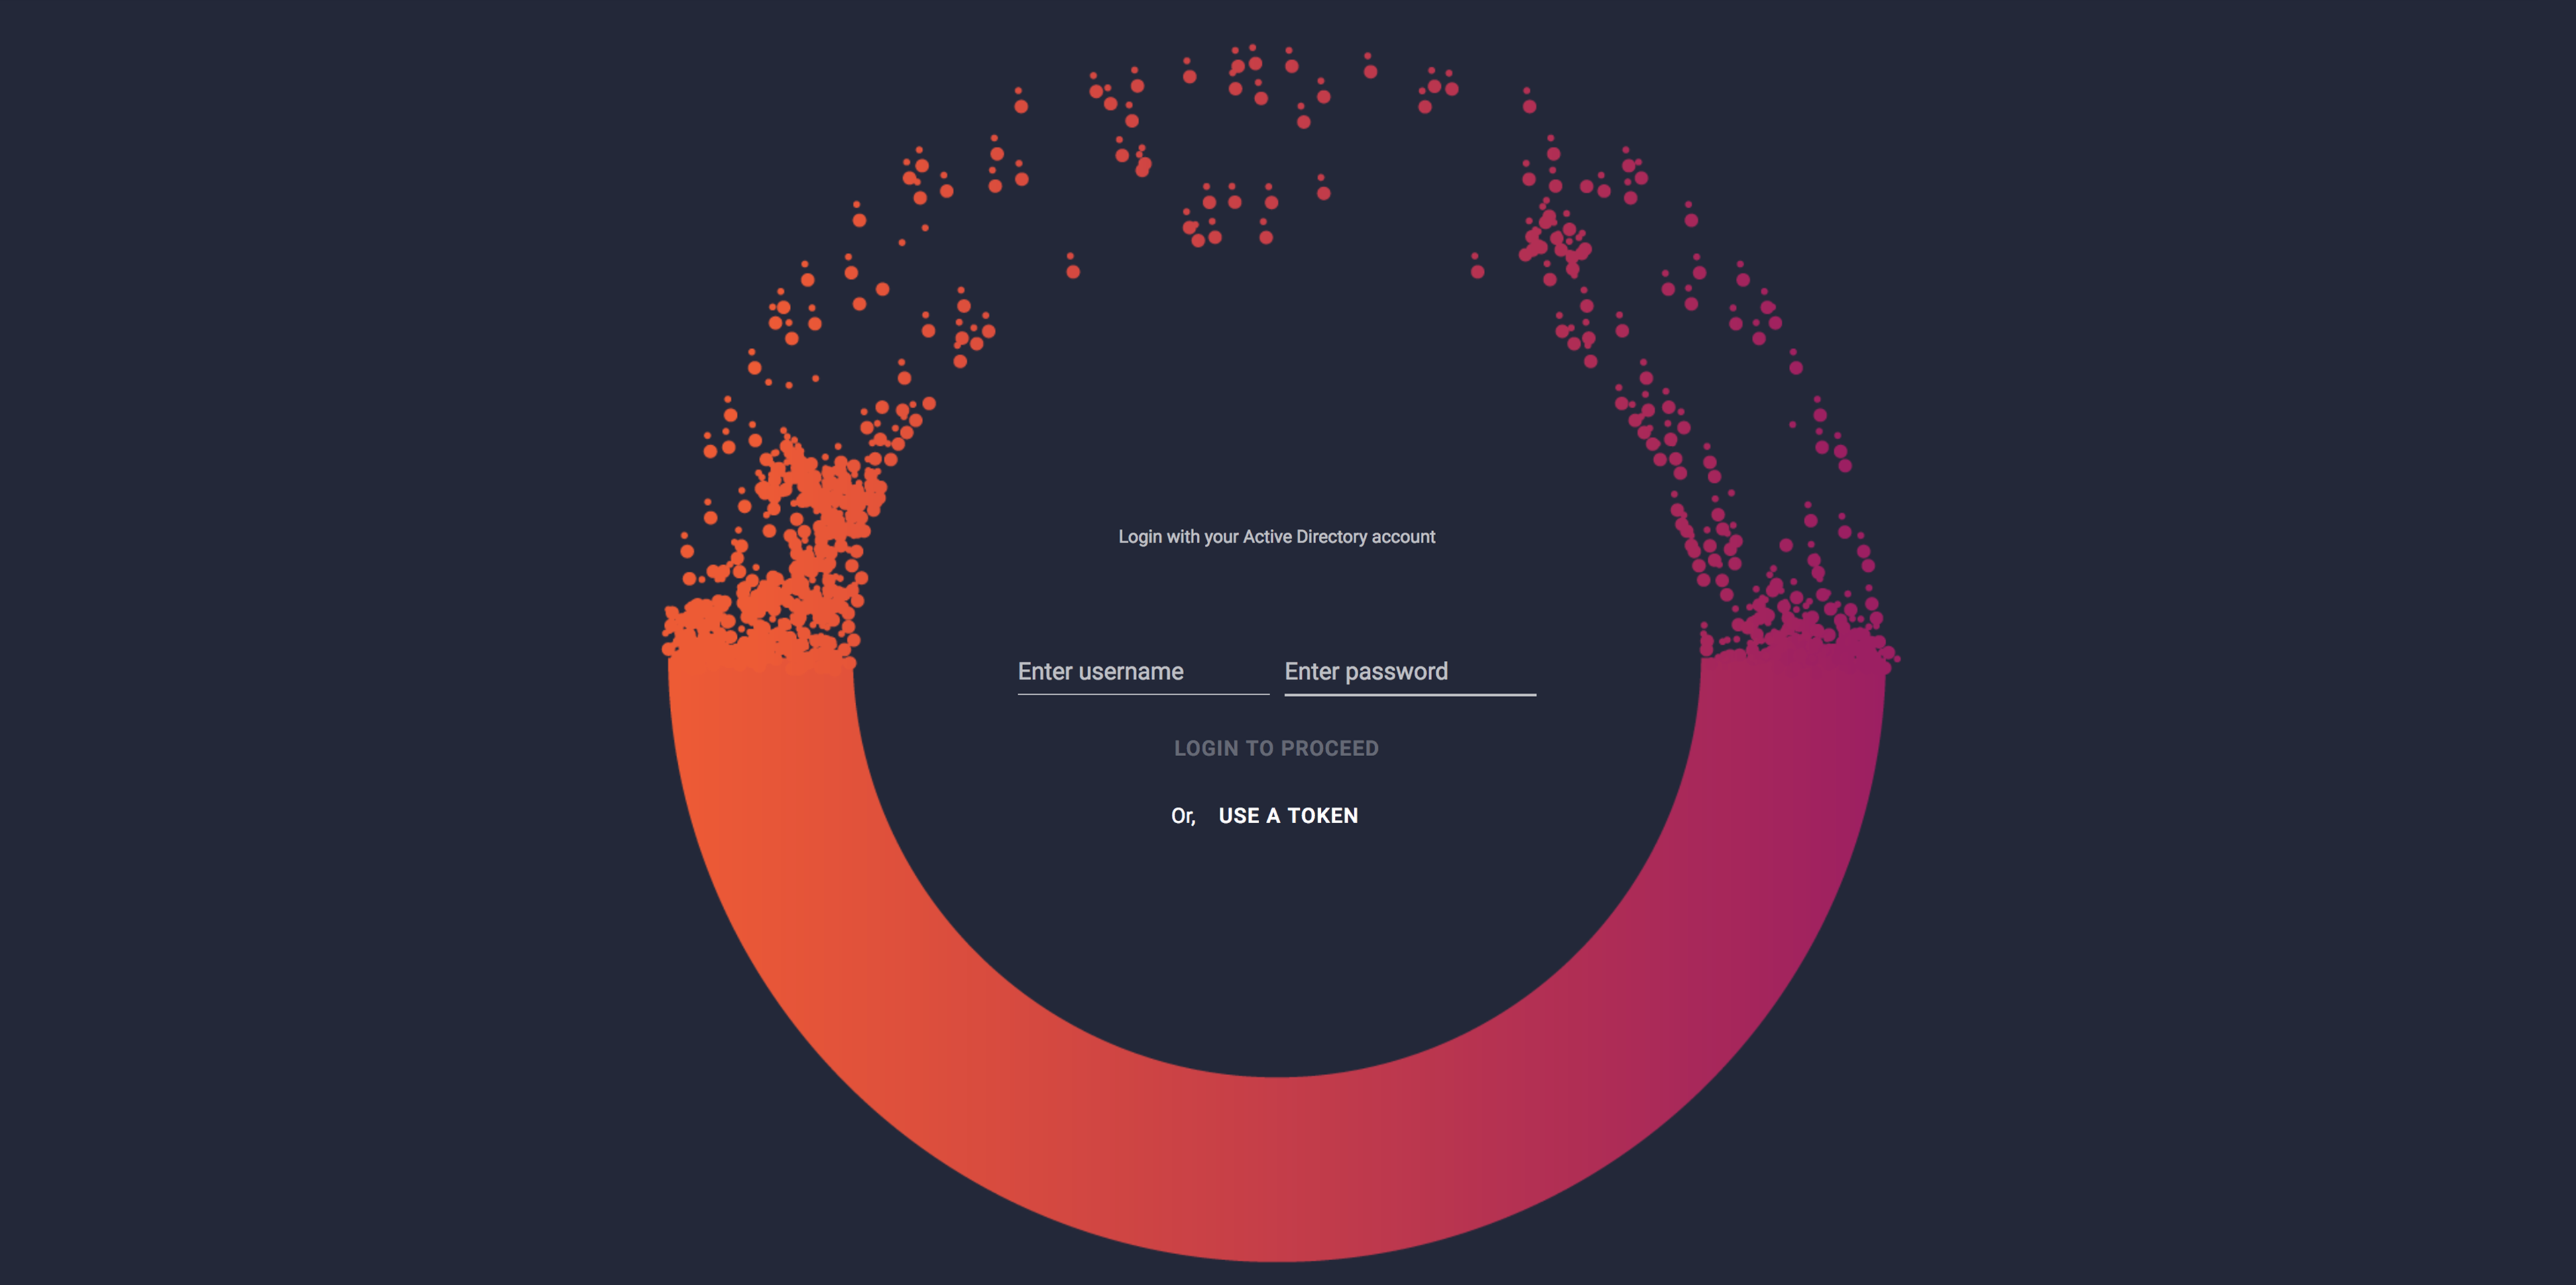 Login with your Active Directory account
Enter username Enter password
LOGIN TO PROCEED
Or, USE A TOKEN